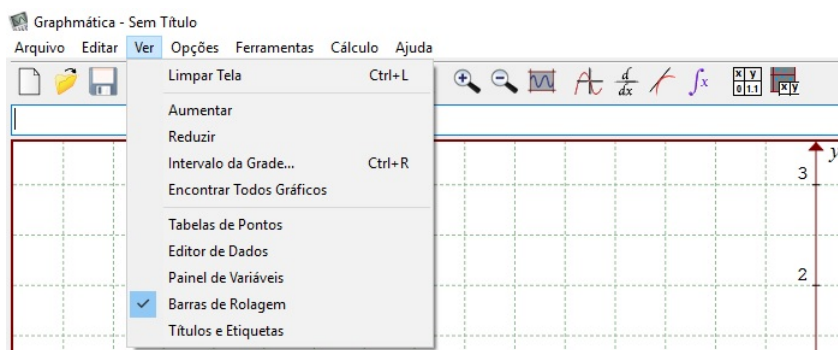 Graphmática - Sem Título
Arquivo Editar Ver Opções Ferramentas Cálculo Ajuda
Limpar Tela Ctrl+L
d/dx ∫x x y 0 1.1 x y
Aumentar
Reduzir
Intervalo da Grade... Ctrl+R
Encontrar Todos Gráficos
Tabelas de Pontos
Editor de Dados
Painel de Variáveis
Barras de Rolagem
Títulos e Etiquetas
y
3
2